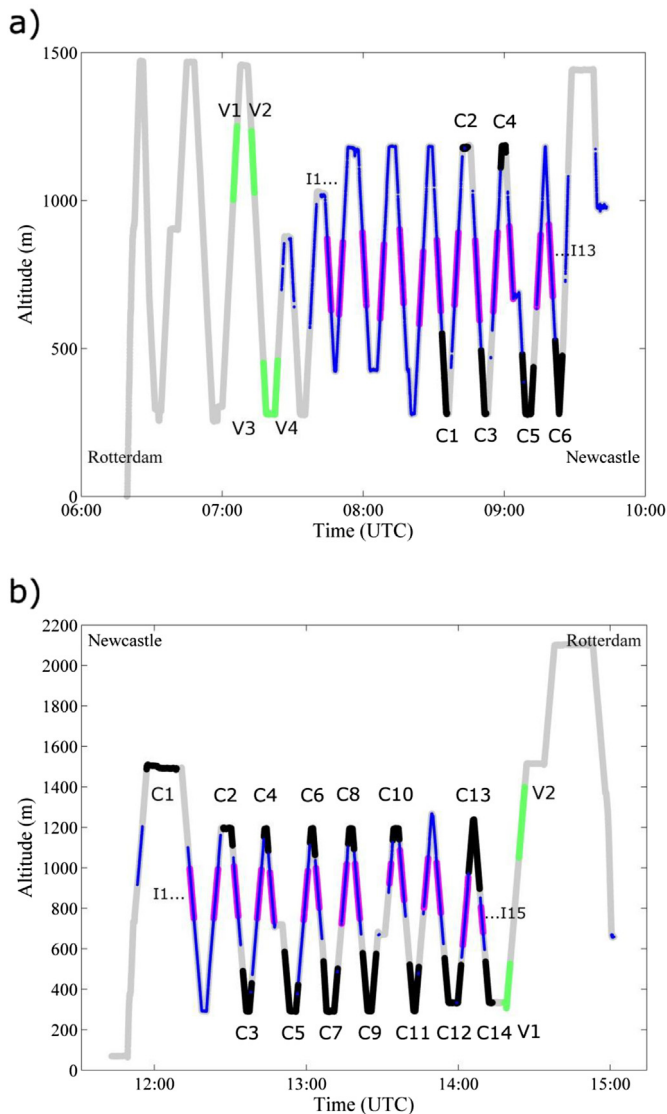 a)
1500
V1 V2
C2 C4
I1...
1000
...I13
Altitude (m)
500
V3 V4
C1 C3 C5 C6
Rotterdam Newcastle
0
06:00 07:00 08:00 09:00 10:00
Time (UTC)
b)
2200
Newcastle Rotterdam
2000
1800
1600
1400
C1 C2 C4 C6 C8 C10 C13 V2
1200
1000
I1... ...I15
Altitude (m)
800
600
400
200
C3 C5 C7 C9 C11 C12 C14 V1
0
12:00 13:00 14:00 15:00
Time (UTC)